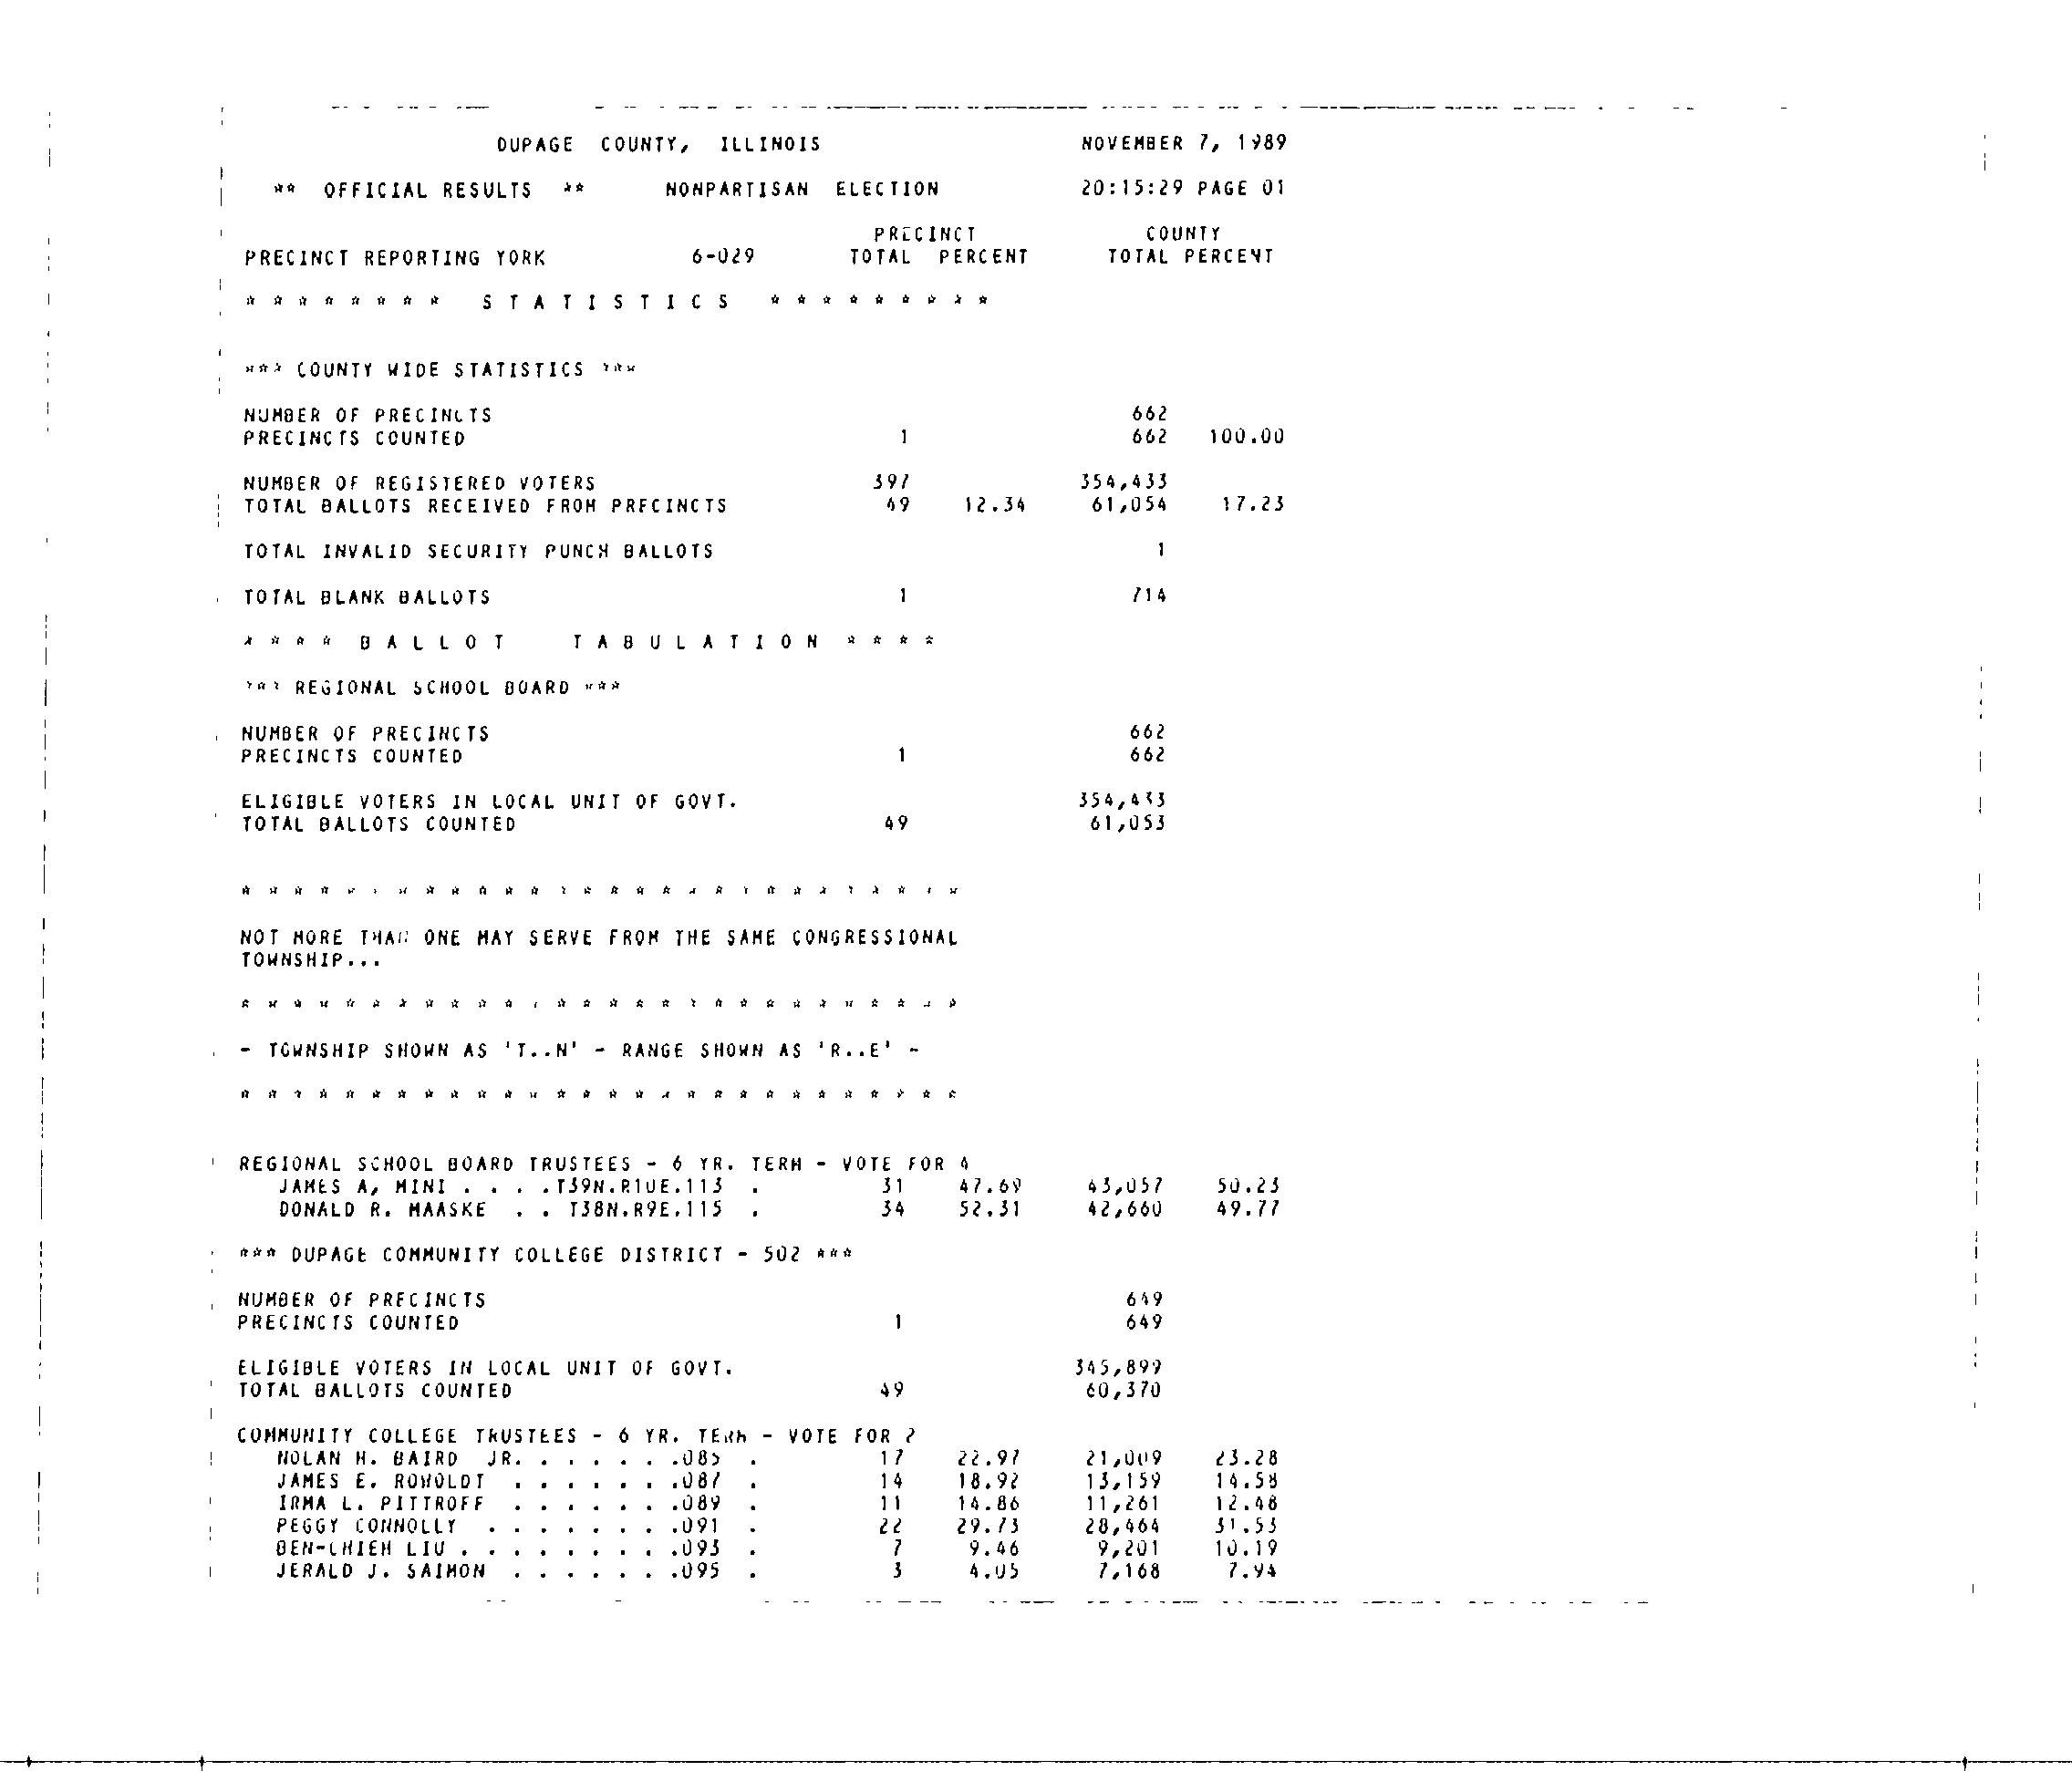 DUPAGE COUNTY, ILLINOIS NOVEMBER 7, 1989
** OFFICIAL RESULTS ** NONPARTISAN ELECTION 20:15:29 PAGE 01
PRECINCT COUNTY
PRECINCT REPORTING YORK 6-029 TOTAL PERCENT TOTAL PERCENT
* * * * * * * * S T A T I S T I C S * * * * * * * * *
*** COUNTY WIDE STATISTICS ***
NUMBER OF PRECINCTS 662
PRECINCTS COUNTED 1 662 100.00
NUMBER OF REGISTERED VOTERS 397 354,433
TOTAL BALLOTS RECEIVED FROM PRECINCTS 49 12.34 61,054 17.23
TOTAL INVALID SECURITY PUNCH BALLOTS 1
TOTAL BLANK BALLOTS 1 714
* * * * B A L L O T T A B U L A T I O N * * * *
*** REGIONAL SCHOOL BOARD ***
NUMBER OF PRECINCTS 662
PRECINCTS COUNTED 1 662
ELIGIBLE VOTERS IN LOCAL UNIT OF GOVT. 354,433
TOTAL BALLOTS COUNTED 49 61,053
* * * * * * * * * * * * * * * * * * * * * * * * * * * *
NOT MORE THAN ONE MAY SERVE FROM THE SAME CONGRESSIONAL
TOWNSHIP...
* * * * * * * * * * * * * * * * * * * * * * * * * * * *
- TOWNSHIP SHOWN AS 'T..N' - RANGE SHOWN AS 'R..E' -
* * * * * * * * * * * * * * * * * * * * * * * * * * * *
REGIONAL SCHOOL BOARD TRUSTEES - 6 YR. TERM - VOTE FOR 4
JAMES A, MINI . . . .T39N.R10E.113 . 31 47.69 43,057 50.23
DONALD R. MAASKE . . T38N.R9E.115 . 34 52.31 42,660 49.77
*** DUPAGE COMMUNITY COLLEGE DISTRICT - 502 ***
NUMBER OF PRECINCTS 649
PRECINCTS COUNTED 1 649
ELIGIBLE VOTERS IN LOCAL UNIT OF GOVT. 345,899
TOTAL BALLOTS COUNTED 49 60,370
COMMUNITY COLLEGE TRUSTEES - 6 YR. TERM - VOTE FOR 2
NOLAN H. BAIRD JR. . . . . . .085 . 17 22.97 21,009 23.28
JAMES E. ROWOLDT . . . . . . .087 . 14 18.92 13,159 14.58
IRMA L. PITTROFF . . . . . . .089 . 11 14.86 11,261 12.48
PEGGY CONNOLLY . . . . . . . .091 . 22 29.73 28,464 31.53
BEN-CHIEH LIU . . . . . . . . .093 . 7 9.46 9,201 10.19
JERALD J. SAIMON . . . . . . .095 . 3 4.05 7,168 7.94